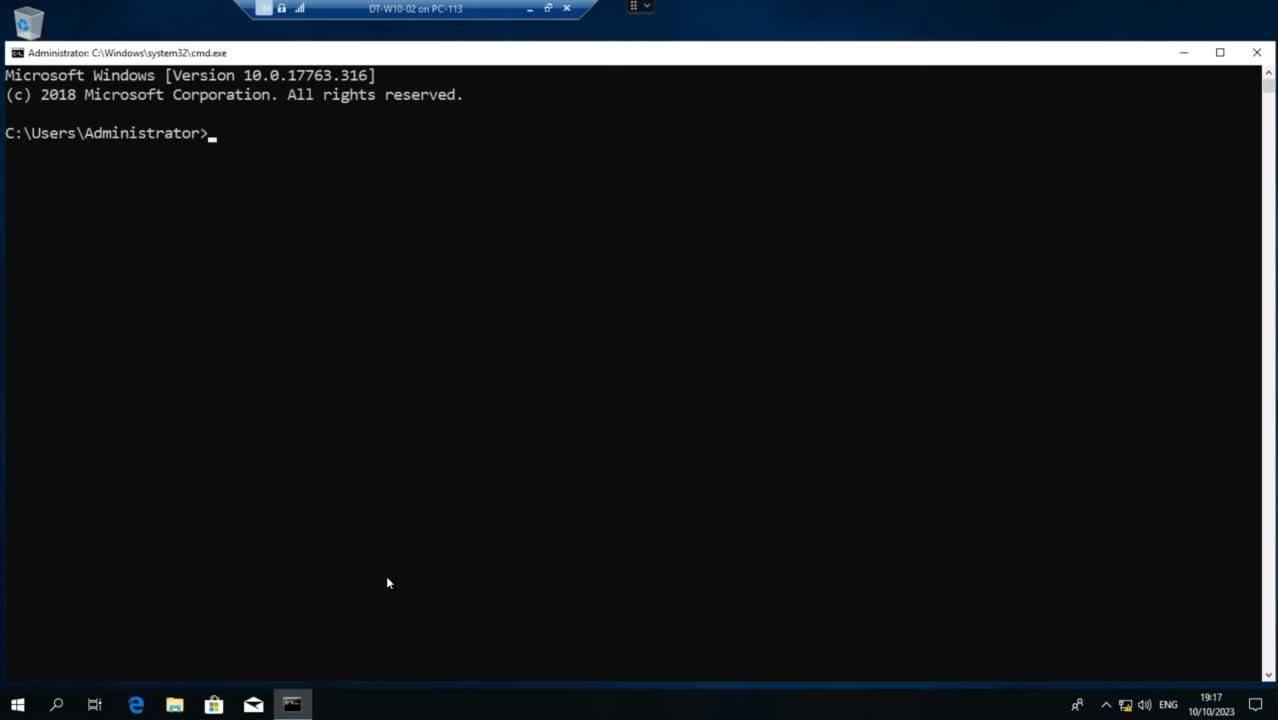 DT-W10-02 on PC-113
Administrator: C:\Windows\system32\cmd.exe
Microsoft Windows [Version 10.0.17763.316]
(c) 2018 Microsoft Corporation. All rights reserved.
C:\Users\Administrator>
ENG
19:17
10/10/2023